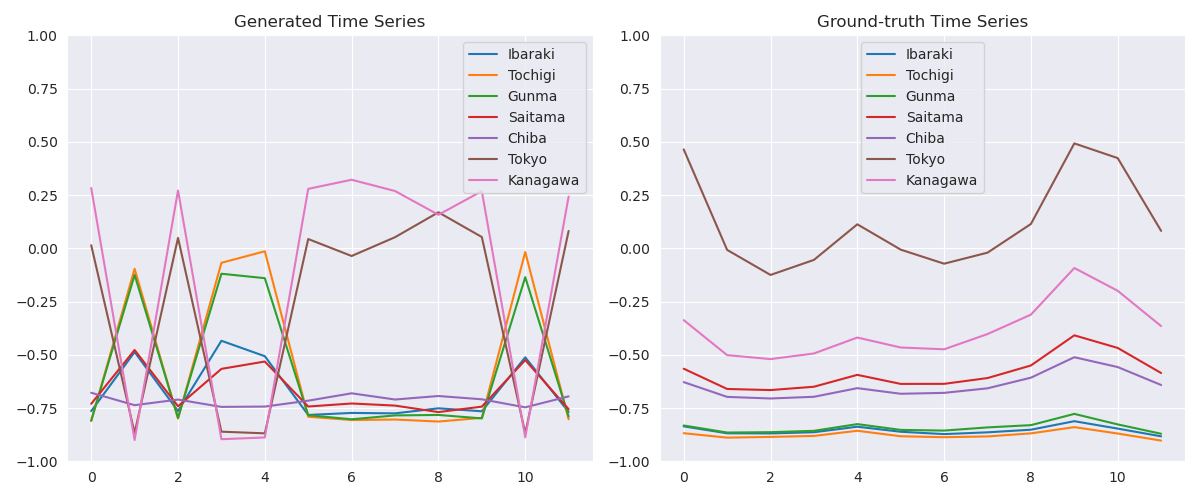 Generated Time Series
1.00
0.75
0.50
0.25
0.00
−0.25
−0.50
−0.75
−1.00
0 2 4 6 8 10
Ibaraki
Tochigi
Gunma
Saitama
Chiba
Tokyo
Kanagawa
Ground-truth Time Series
1.00
0.75
0.50
0.25
0.00
−0.25
−0.50
−0.75
−1.00
0 2 4 6 8 10
Ibaraki
Tochigi
Gunma
Saitama
Chiba
Tokyo
Kanagawa